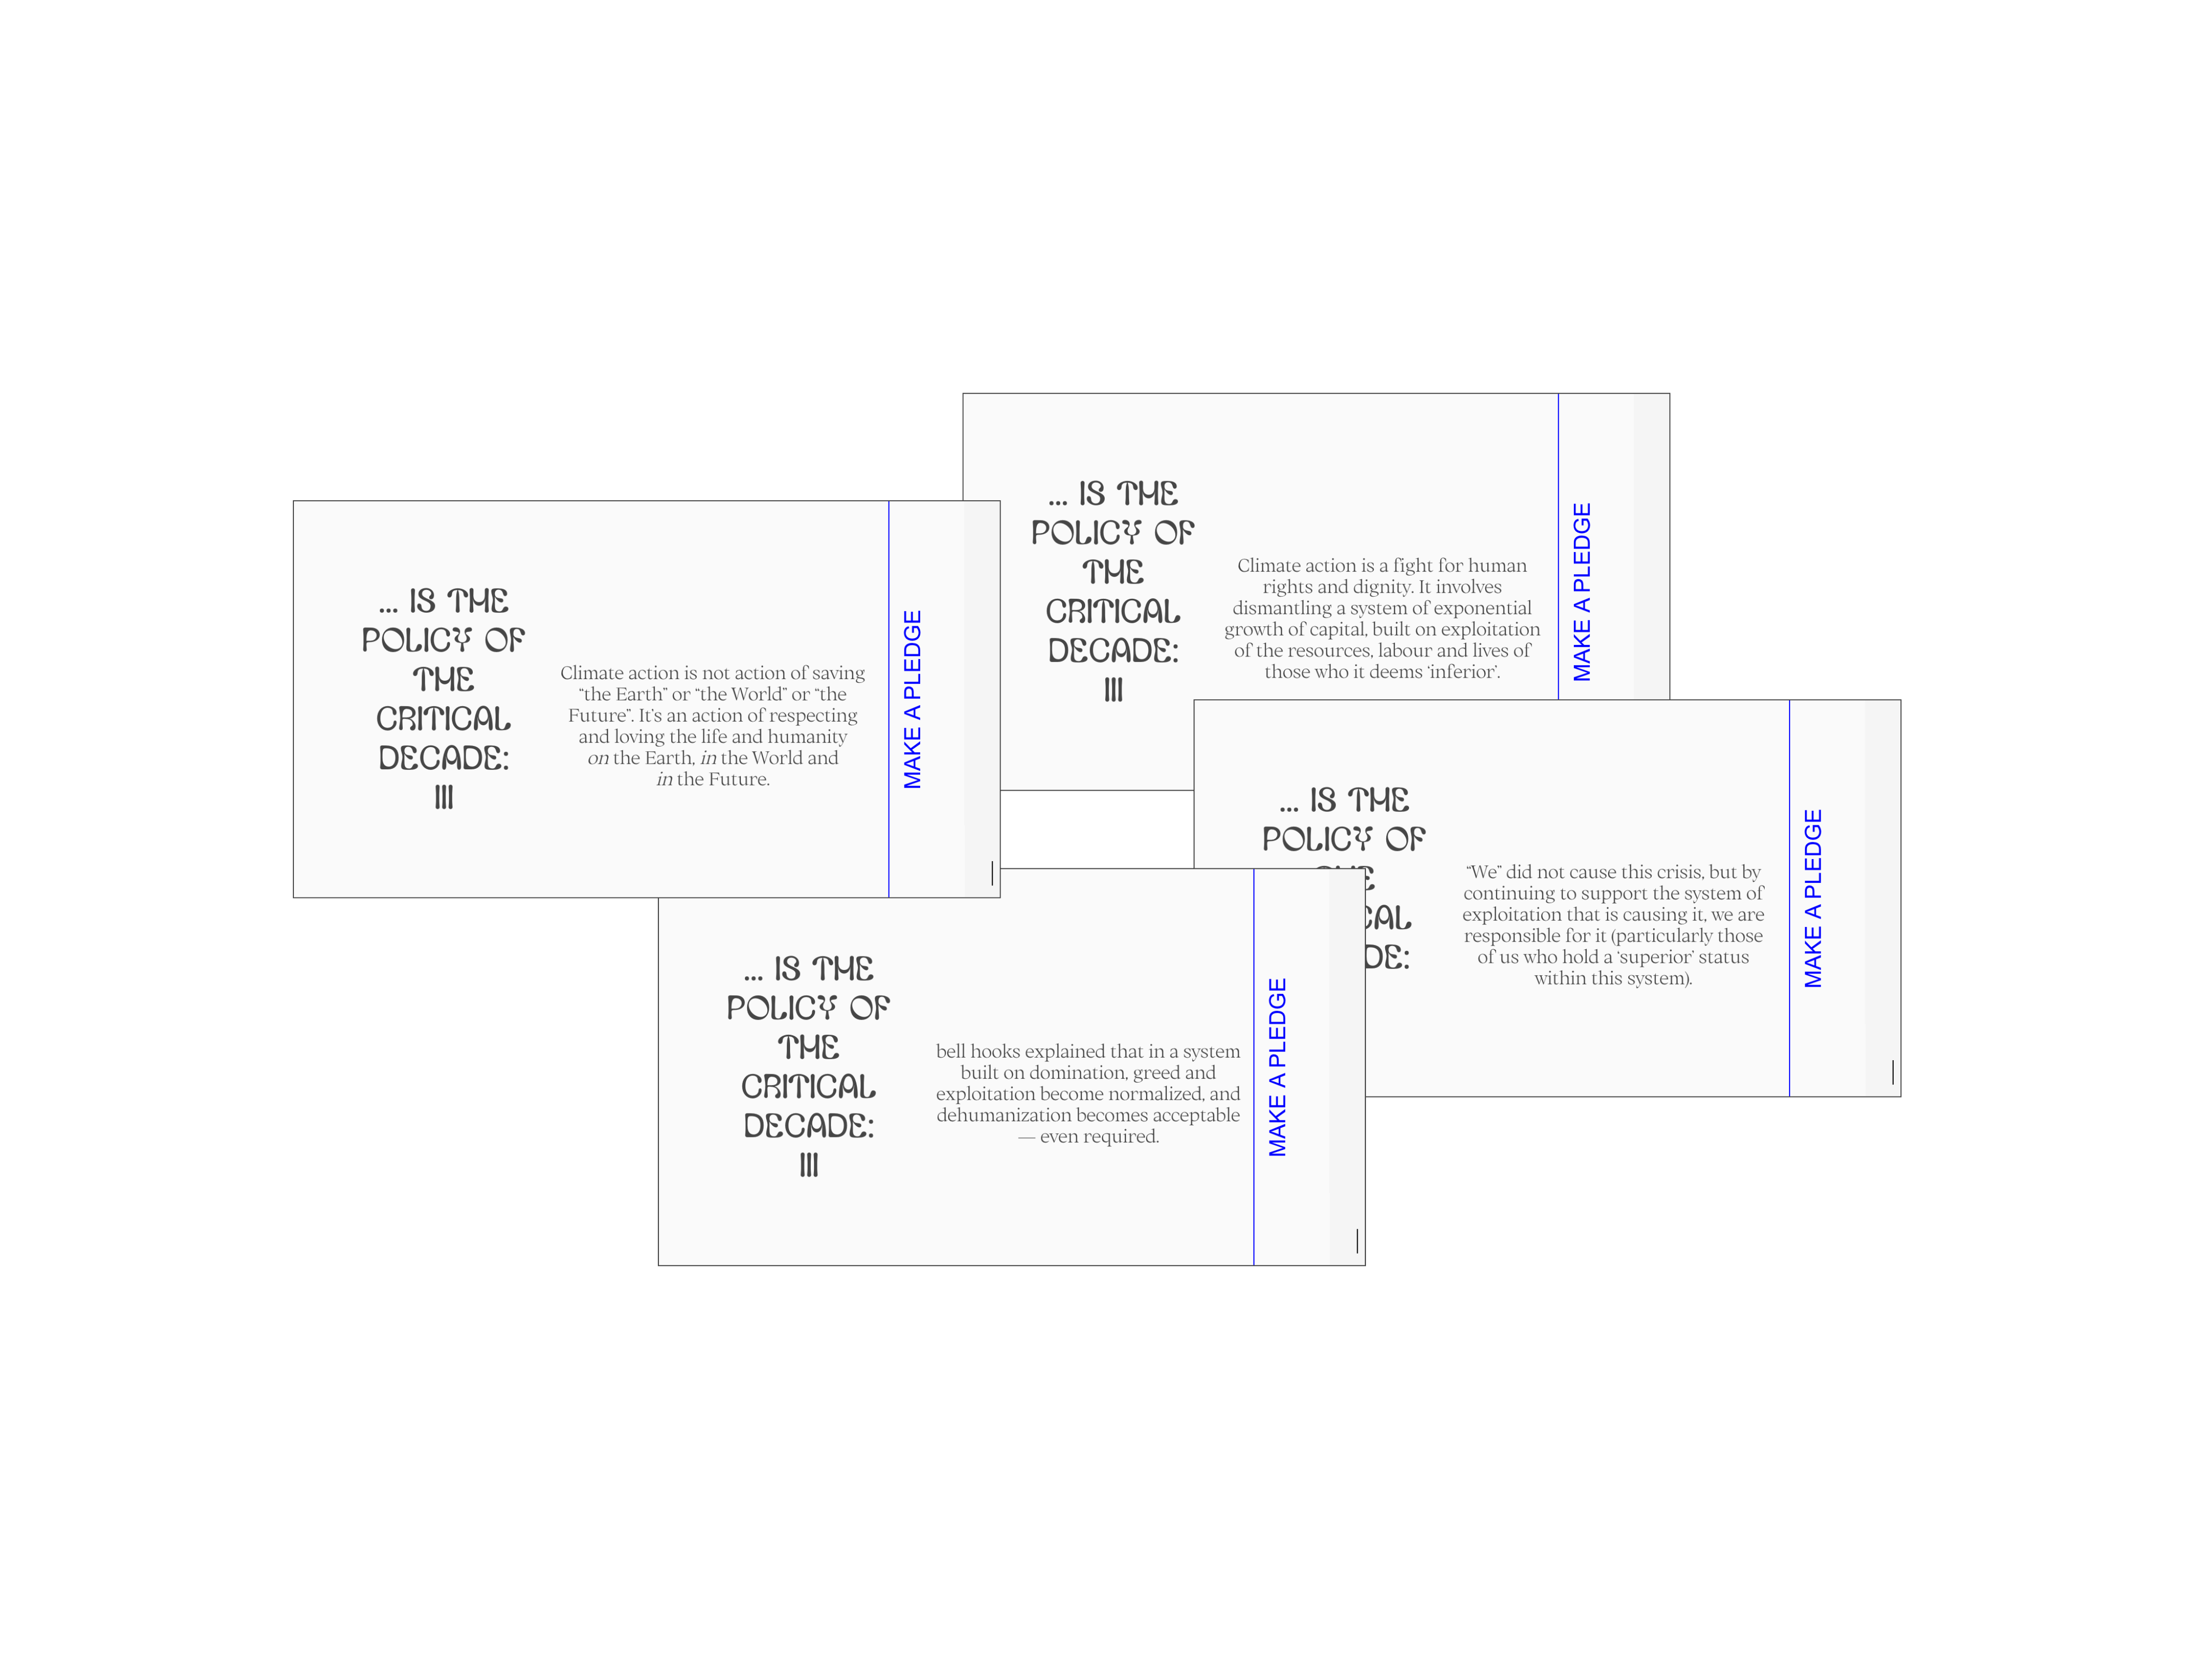 ... IS THE
POLICY OF
THE
CRITICAL
DECADE:
III
Climate action is a fight for human
rights and dignity. It involves
dismantling a system of exponential
growth of capital, built on exploitation
of the resources, labour and lives of
those who it deems ‘inferior’.
MAKE A PLEDGE
... IS THE
POLICY OF
THE
CRITICAL
DECADE:
III
Climate action is not action of saving
“the Earth” or “the World” or “the
Future”. It’s an action of respecting
and loving the life and humanity
on the Earth, in the World and
in the Future.
MAKE A PLEDGE
... IS THE
POLICY OF
“We” did not cause this crisis, but by
continuing to support the system of
exploitation that is causing it, we are
responsible for it (particularly those
of us who hold a ‘superior’ status
within this system).
MAKE A PLEDGE
... IS THE
POLICY OF
THE
CRITICAL
DECADE:
III
bell hooks explained that in a system
built on domination, greed and
exploitation become normalized, and
dehumanization becomes acceptable
— even required.
MAKE A PLEDGE